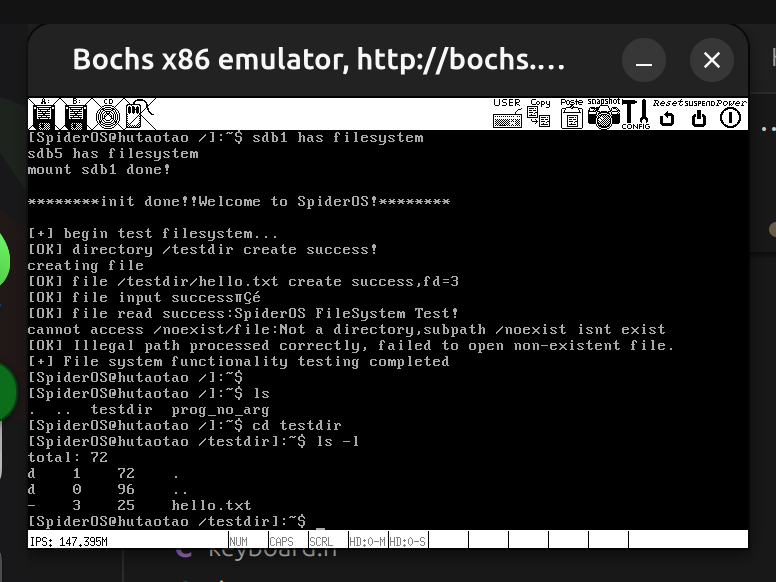 Bochs x86 emulator, http://bochs....
A: B: CD
USER Copy Paste snapshot CONFIG Reset SUSPEND Power
[SpiderOS@hutaotao /]:~$ sdb1 has filesystem
sdb5 has filesystem
mount sdb1 done!
********init done!!Welcome to SpiderOS!********
[+] begin test filesystem...
[OK] directory /testdir create success!
creating file
[OK] file /testdir/hello.txt create success,fd=3
[OK] file input successπÇé
[OK] file read success:SpiderOS FileSystem Test!
cannot access /noexist/file:Not a directory,subpath /noexist isnt exist
[OK] Illegal path processed correctly, failed to open non-existent file.
[+] File system functionality testing completed
[SpiderOS@hutaotao /]:~$
[SpiderOS@hutaotao /]:~$ ls
. .. testdir prog_no_arg
[SpiderOS@hutaotao /]:~$ cd testdir
[SpiderOS@hutaotao /testdir]:~$ ls -l
total: 72
d 1 72 .
d 0 96 ..
- 3 25 hello.txt
[SpiderOS@hutaotao /testdir]:~$ _
IPS: 147.395M NUM CAPS SCRL HD:0-M HD:0-S
keyboard.h